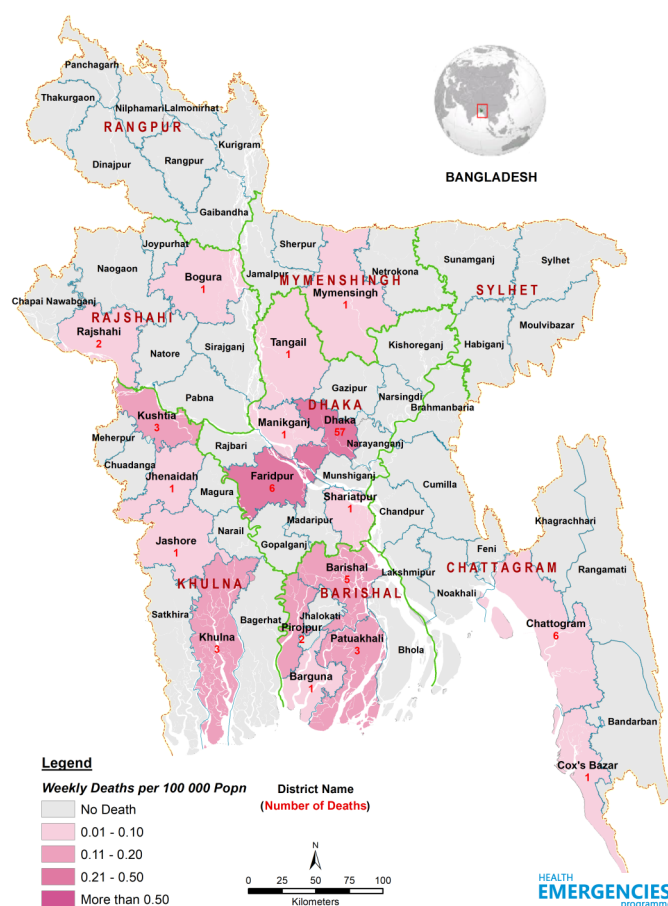 Panchagarh
Thakurgaon
Nilphamari
Lalmonirhat
RANGPUR
Kurigram
Dinajpur
Rangpur
Gaibandha
BANGLADESH
Joypurhat
Sherpur
Sunamganj
Sylhet
Naogaon
Bogura
1
Jamalpur
MYMENSINGH
Netrokona
Mymensingh
1
SYLHET
Chapai Nawabganj
RAJSHAHI
Rajshahi
2
Moulvibazar
Natore
Sirajganj
Tangail
1
Kishoreganj
Habiganj
Pabna
Gazipur
Narsingdi
Brahmanbaria
Kushtia
3
DHAKA
Dhaka
57
Manikganj
1
Meherpur
Rajbari
Narayanganj
Chuadanga
Jhenaidah
1
Magura
Faridpur
6
Munshiganj
Cumilla
Shariatpur
1
Chandpur
Khagrachhari
Jashore
1
Narail
Madaripur
Gopalganj
Feni
Rangamati
KHULNA
Barishal
5
Lakshmipur
CHATTAGRAM
BARISHAL
Noakhali
Satkhira
Bagerhat
Jhalokati
Pirojpur
2
Chattogram
6
Khulna
3
Patuakhali
3
Bhola
Barguna
1
Bandarban
Cox's Bazar
1
Legend
Weekly Deaths per 100 000 Popn
No Death
0.01 - 0.10
0.11 - 0.20
0.21 - 0.50
More than 0.50
District Name
(Number of Deaths)
N
0 25 50 75 100
Kilometers
HEALTH
EMERGENCIES
programme